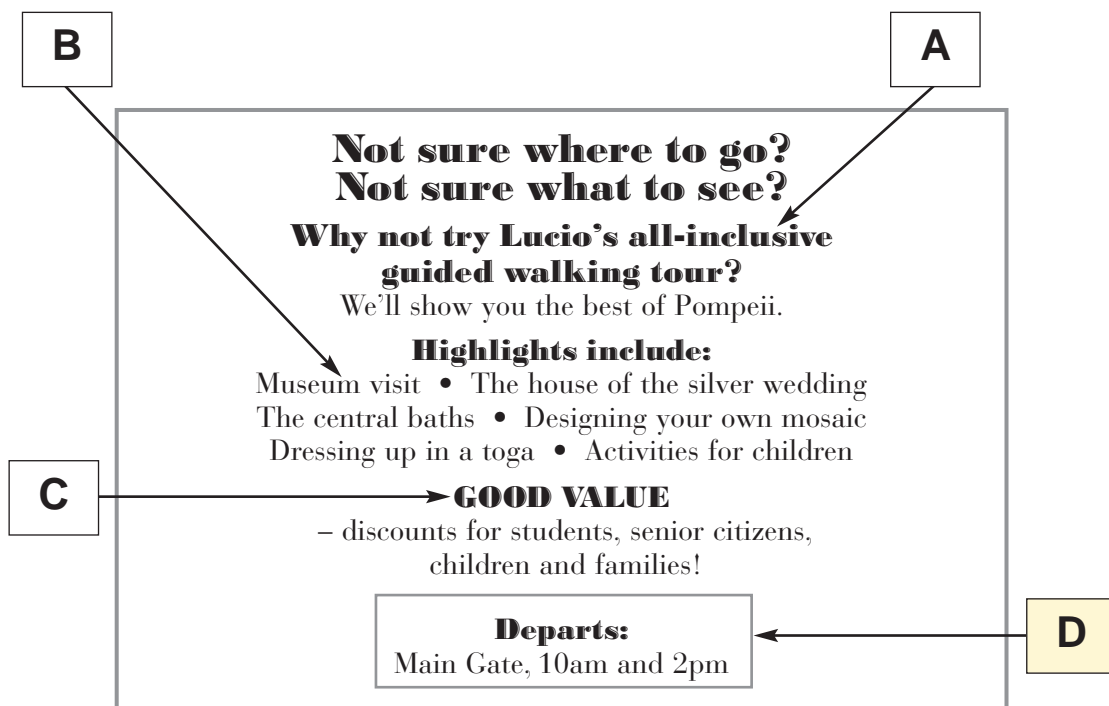 B
A
Not sure where to go?
Not sure what to see?
Why not try Lucio’s all-inclusive
guided walking tour?
We’ll show you the best of Pompeii.
Highlights include:
Museum visit • The house of the silver wedding
The central baths • Designing your own mosaic
Dressing up in a toga • Activities for children
C
GOOD VALUE
– discounts for students, senior citizens,
children and families!
D
Departs:
Main Gate, 10am and 2pm